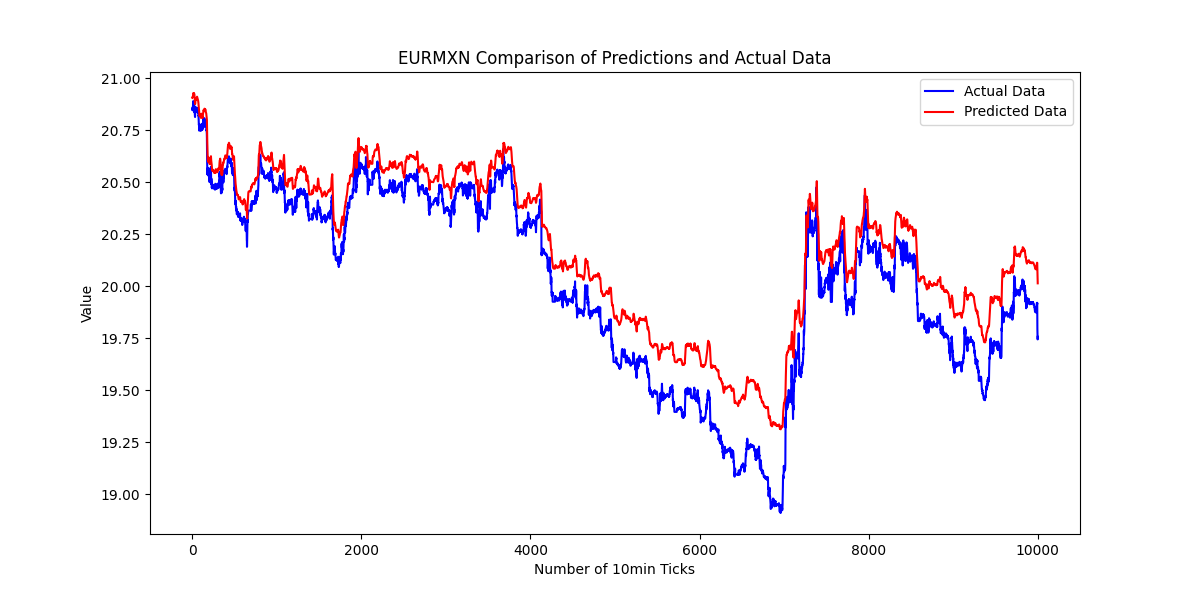 EURMXN Comparison of Predictions and Actual Data
21.00
20.75
20.50
20.25
20.00
19.75
19.50
19.25
19.00
Value
Actual Data
Predicted Data
0 2000 4000 6000 8000 10000
Number of 10min Ticks